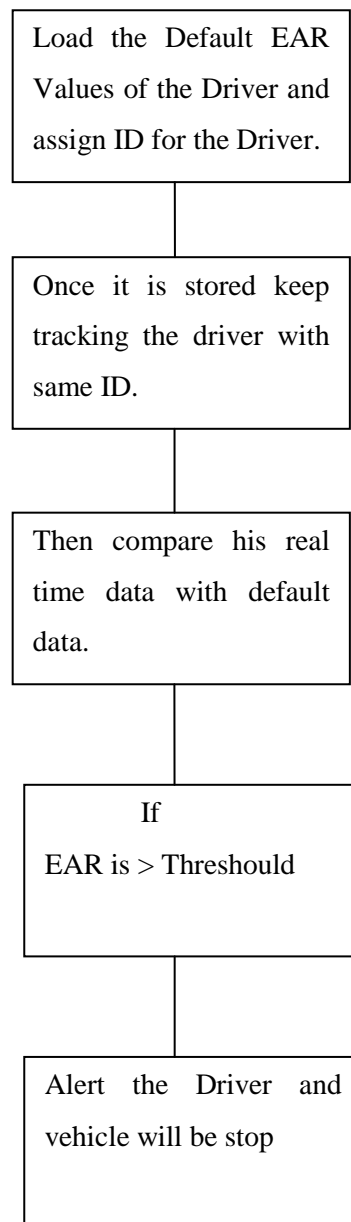 Load the Default EAR
Values of the Driver and
assign ID for the Driver.
Once it is stored keep
tracking the driver with
same ID.
Then compare his real
time data with default
data.
If
EAR is > Threshould
Alert the Driver and
vehicle will be stop